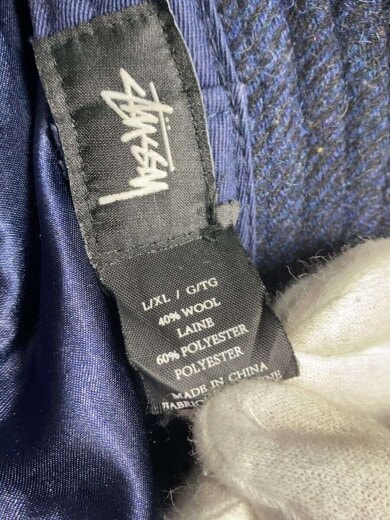 Stüssy
L/XL / G/TG
40% WOOL
LAINE
60% POLYESTER
POLYESTER
MADE IN CHINA